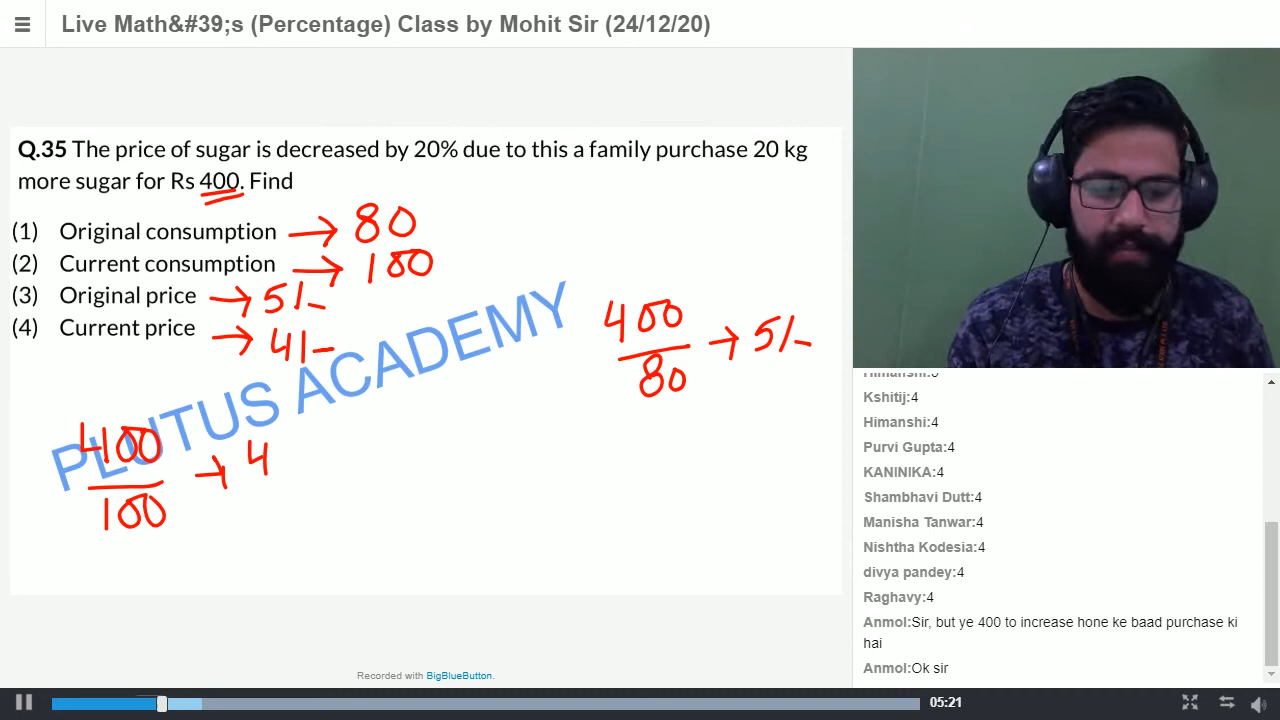 Live Math&#39;s (Percentage) Class by Mohit Sir (24/12/20)
Q.35 The price of sugar is decreased by 20% due to this a family purchase 20 kg
more sugar for Rs 400. Find
(1) Original consumption → 80
(2) Current consumption → 100
(3) Original price → 5/-
(4) Current price → 4/-
PLUTUS ACADEMY
400/80 → 5/-
400/100 → 4
Kshitij:4
Himanshi:4
Purvi Gupta:4
KANINIKA:4
Shambhavi Dutt:4
Manisha Tanwar:4
Nishtha Kodesia:4
divya pandey:4
Raghavy:4
Anmol:Sir, but ye 400 to increase hone ke baad purchase ki
hai
Anmol:Ok sir
Recorded with BigBlueButton.
05:21